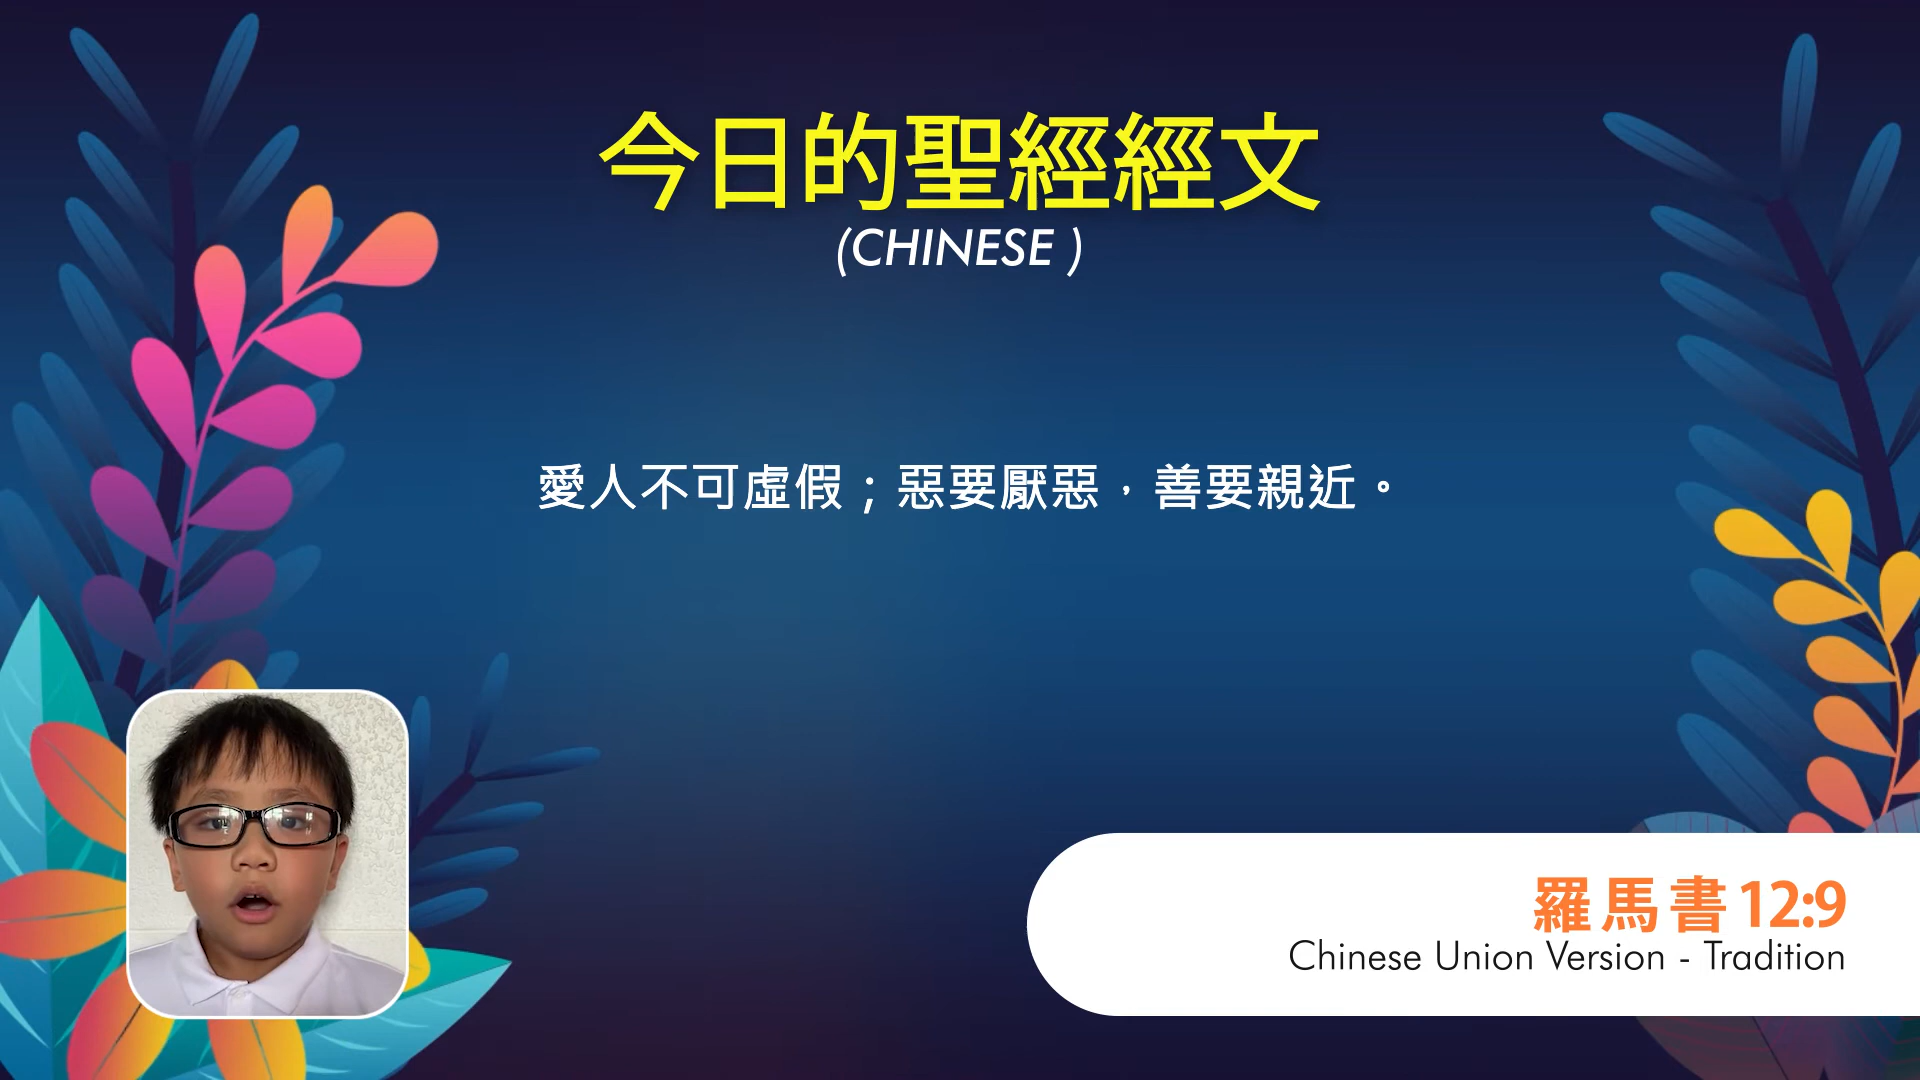 今日的聖經經文
(CHINESE )
愛人不可虛假；惡要厭惡，善要親近。
羅馬書 12:9
Chinese Union Version - Tradition